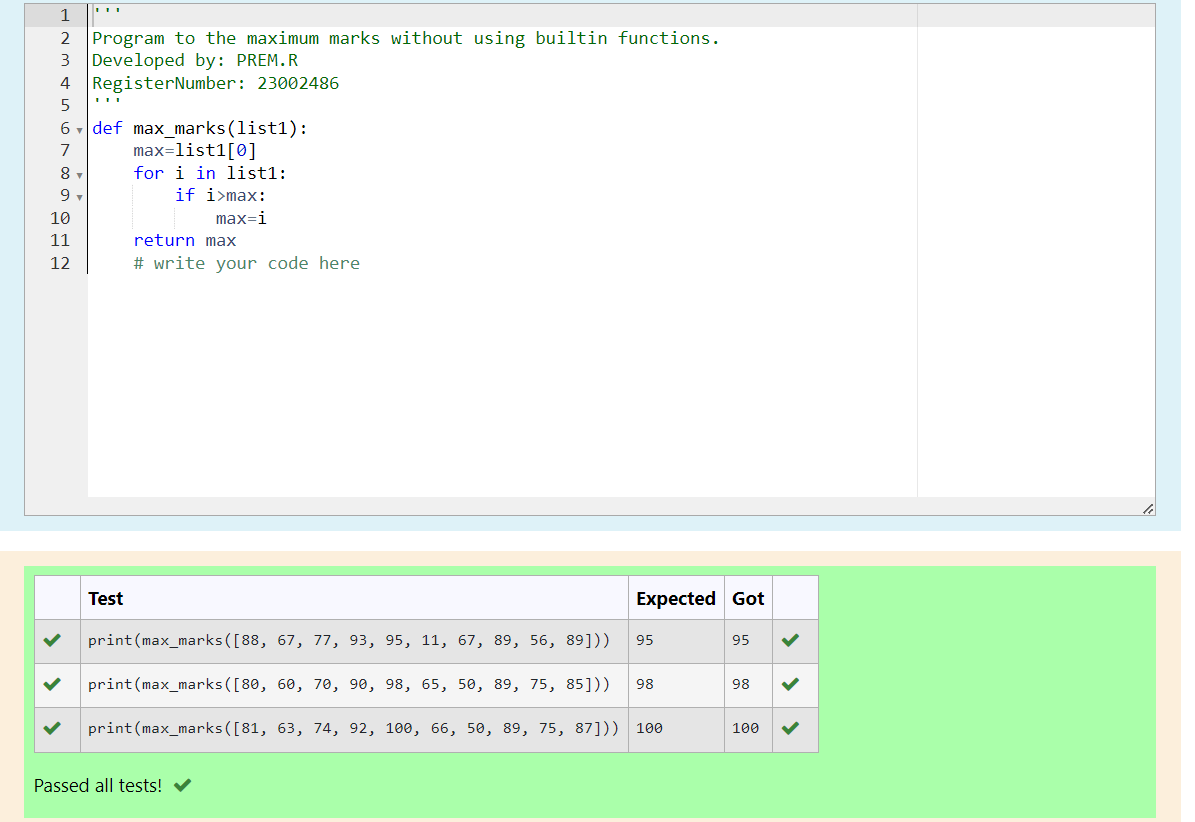 1 '''
2 Program to the maximum marks without using builtin functions.
3 Developed by: PREM.R
4 RegisterNumber: 23002486
5 '''
6 def max_marks(list1):
7     max=list1[0]
8     for i in list1:
9         if i>max:
10             max=i
11     return max
12     # write your code here
Test Expected Got
print(max_marks([88, 67, 77, 93, 95, 11, 67, 89, 56, 89])) 95 95
print(max_marks([80, 60, 70, 90, 98, 65, 50, 89, 75, 85])) 98 98
print(max_marks([81, 63, 74, 92, 100, 66, 50, 89, 75, 87])) 100 100
Passed all tests!